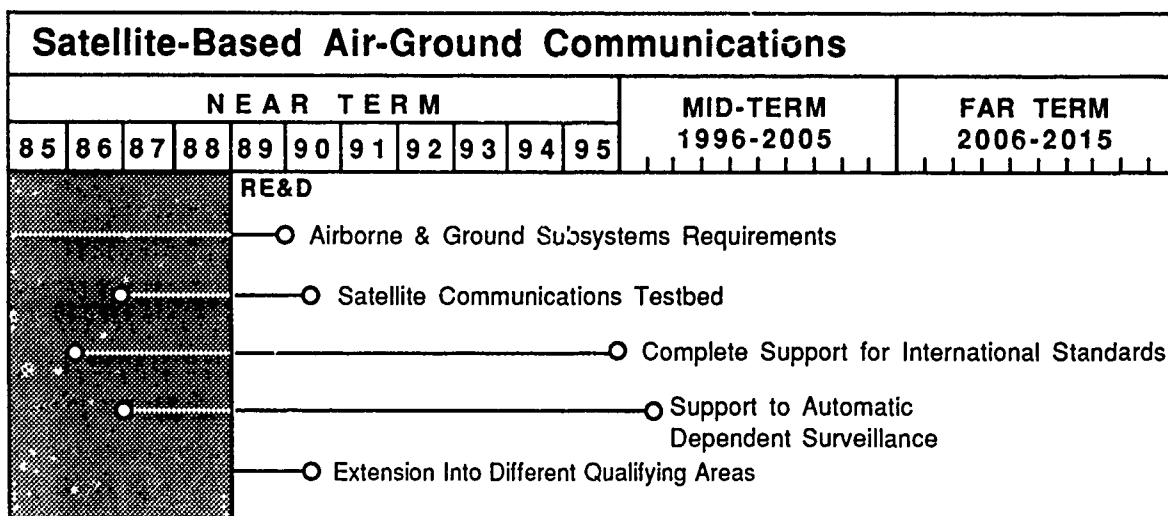 Satellite-Based Air-Ground Communications
NEAR TERM
MID-TERM
1996-2005
FAR TERM
2006-2015
85 86 87 88 89 90 91 92 93 94 95
RE&D
Airborne & Ground Subsystems Requirements
Satellite Communications Testbed
Complete Support for International Standards
Support to Automatic
Dependent Surveillance
Extension Into Different Qualifying Areas